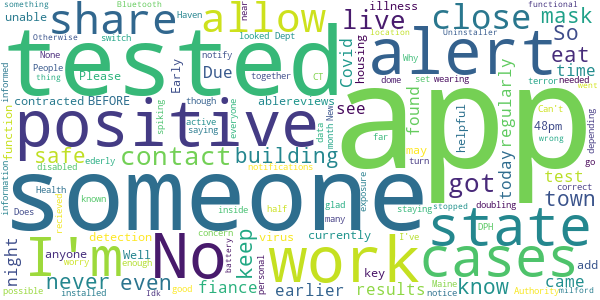 something Bluetooth Haven near functional
unable share allow illness close mask
switch notify looked Dept Uninstaller
Otherwise live location So eat
None People Early together CT Why time
Please Due Covid housing set wearing needed
tested alert app
thing dome terror
contracted BEFORE though ablereviews see found regularly Can't went
informed function active saying spiking everyone New month data helpful may 48pm wrong depending
positive
safe contact building far turn today test go
information disabled ederly got correct town
Health known notifications exposure staying doubling
someone state
Does inside half glad many stopped DPH
recieved detection concern virus currently I've
night I'm No work cases
anyone Well keep battery personal key Maine add
worry enough results notice know came
never even fiance earlier
possible installed Idk good Authority milford